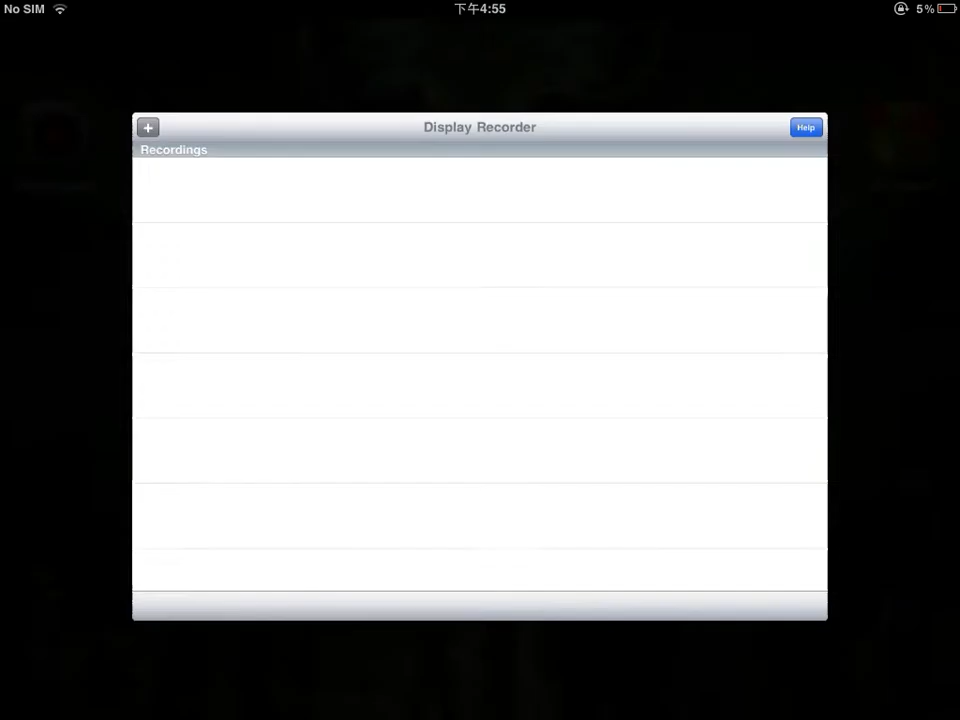 No SIM 下午4:55 5%
+ Display Recorder Help
Recordings